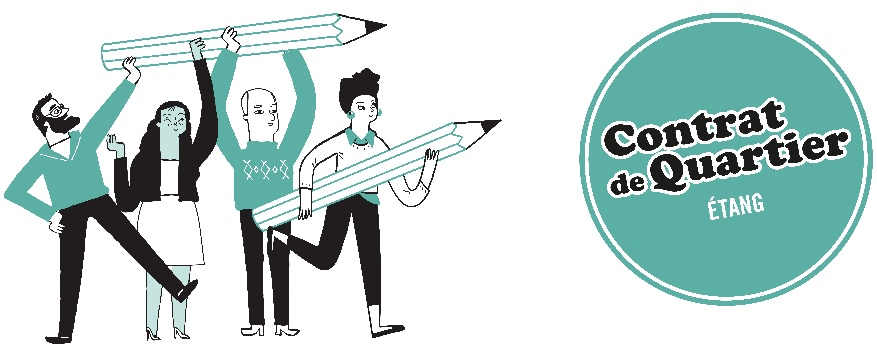 Contrat
de Quartier
ÉTANG